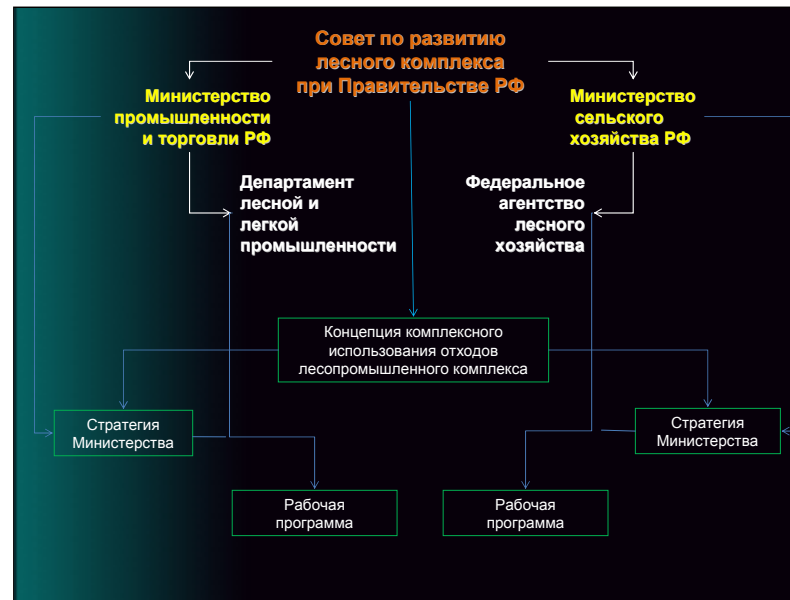 Совет по развитию
лесного комплекса
при Правительстве РФ
Министерство
промышленности
и торговли РФ
Министерство
сельского
хозяйства РФ
Департамент
лесной и
легкой
промышленности
Федеральное
агентство
лесного
хозяйства
Концепция комплексного
использования отходов
лесопромышленного комплекса
Стратегия
Министерства
Стратегия
Министерства
Рабочая
программа
Рабочая
программа